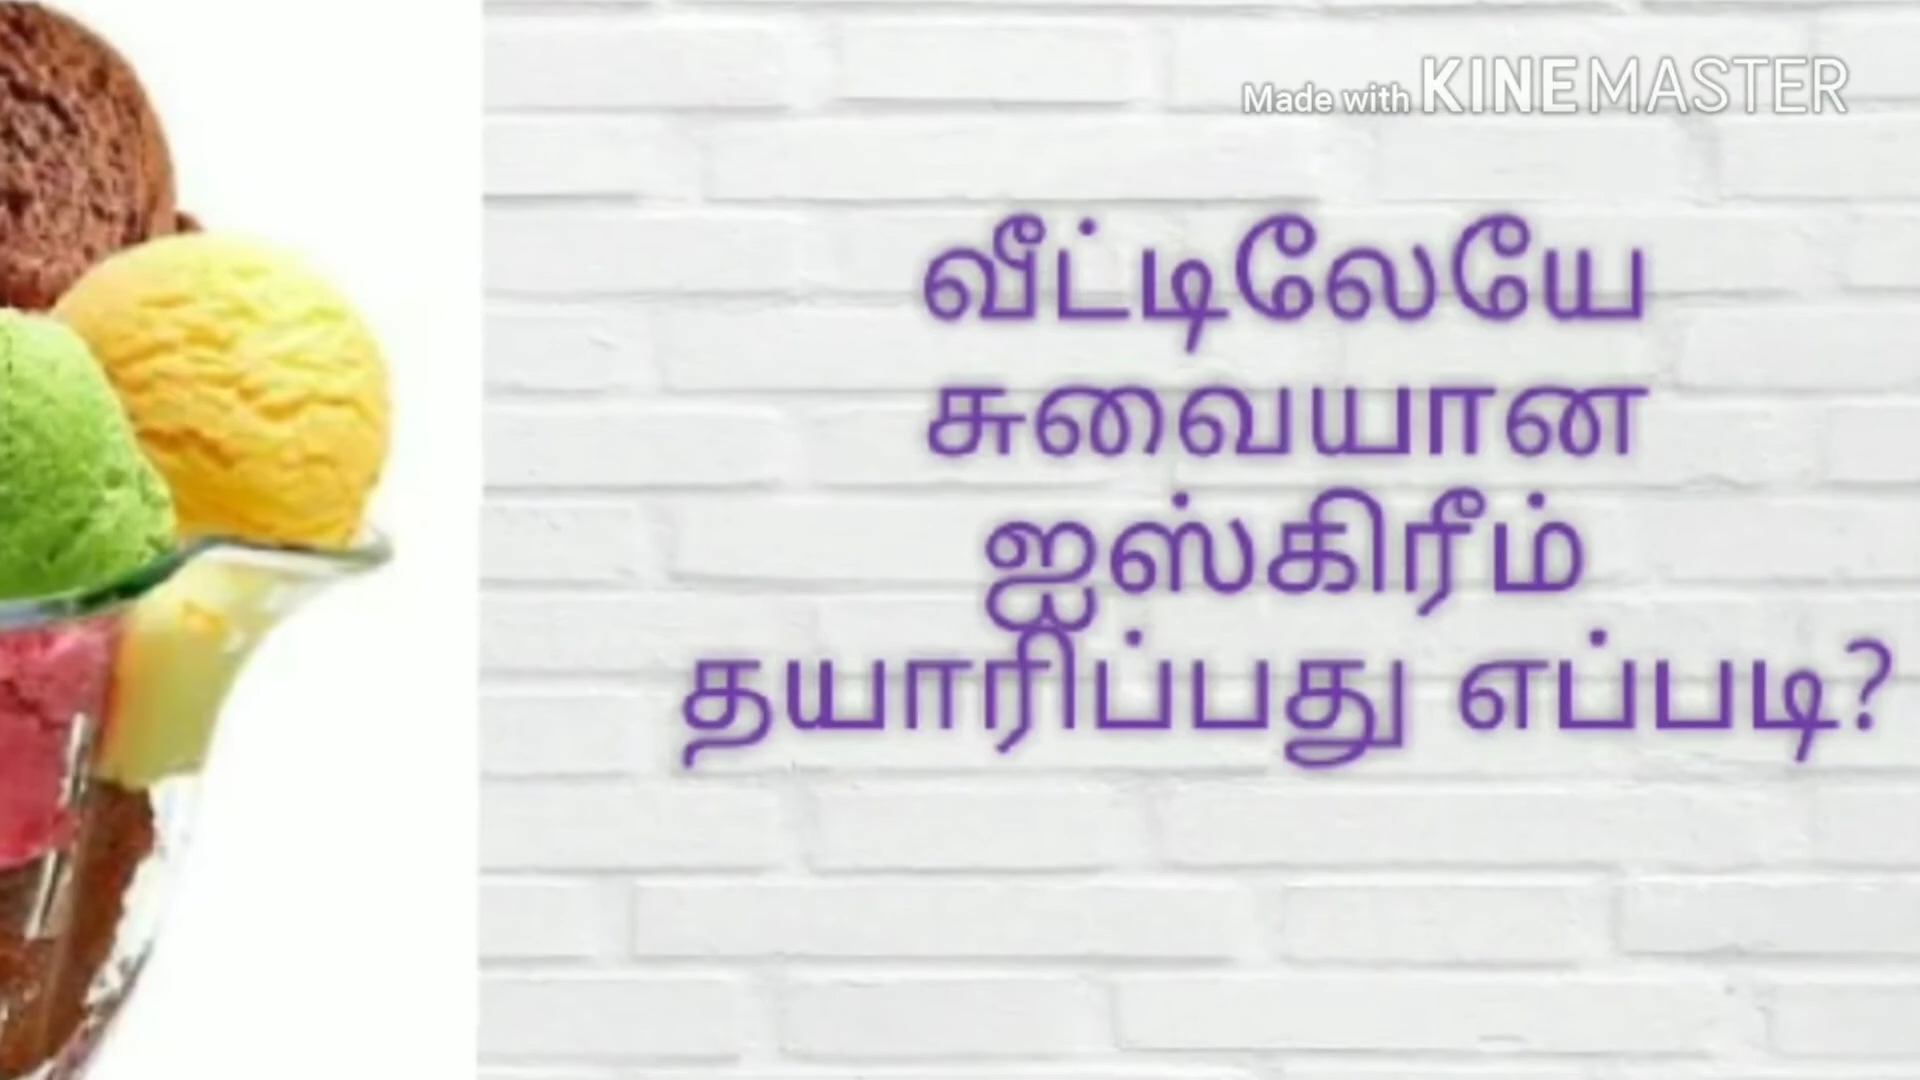 Made with KINEMASTER
வீட்டிலேயே
சுவையான
ஐஸ்கிரீம்
தயாரிப்பது எப்படி?